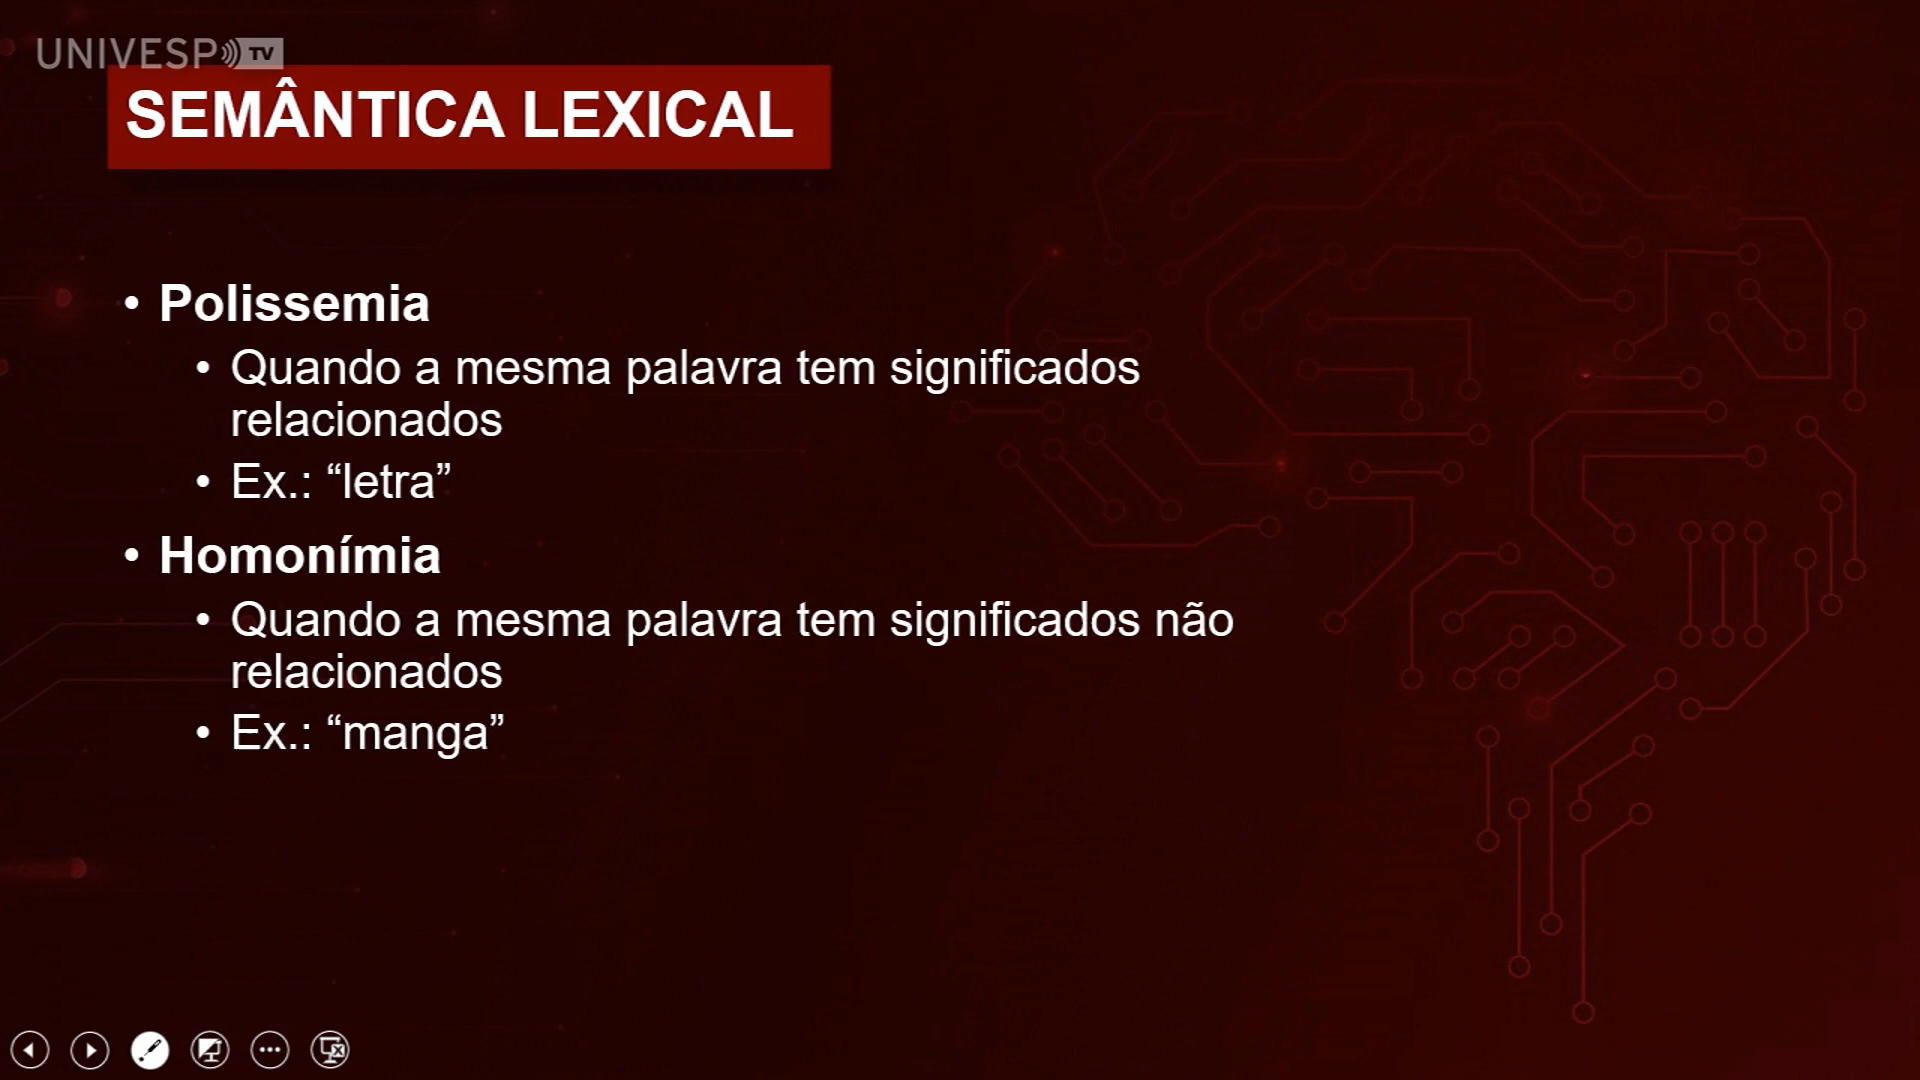 UNIVESP TV
SEMÂNTICA LEXICAL
• Polissemia
• Quando a mesma palavra tem significados
relacionados
• Ex.: “letra”
• Homonímia
• Quando a mesma palavra tem significados não
relacionados
• Ex.: “manga”